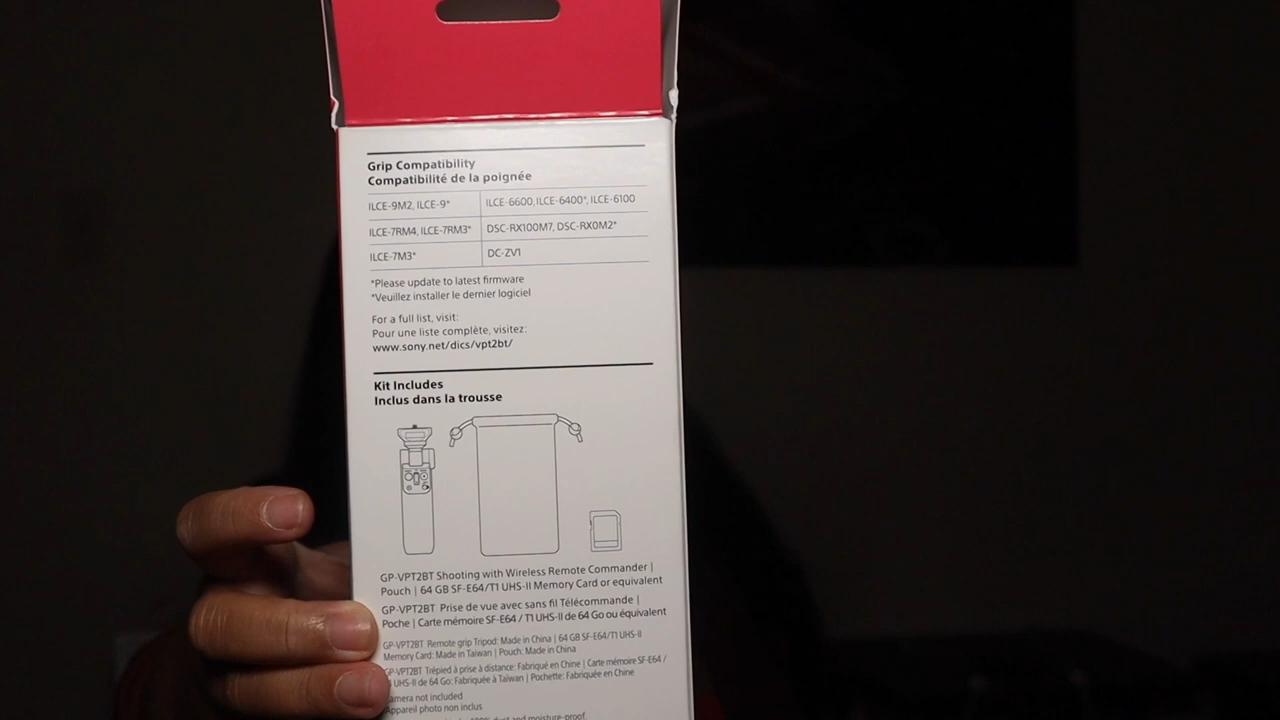 Grip Compatibility
Compatibilité de la poignée
ILCE-9M2, ILCE-9* ILCE-6600, ILCE-6400*, ILCE-6100
ILCE-7RM4, ILCE-7RM3* DSC-RX100M7, DSC-RX0M2*
ILCE-7M3* DC-ZV1
*Please update to latest firmware
*Veuillez installer le dernier logiciel
For a full list, visit:
Pour une liste complète, visitez:
www.sony.net/dics/vpt2bt/
Kit Includes
Inclus dans la trousse
GP-VPT2BT Shooting with Wireless Remote Commander |
Pouch | 64 GB SF-E64/T1 UHS-II Memory Card or equivalent
GP-VPT2BT Prise de vue avec sans fil Télécommande |
Poche | Carte mémoire SF-E64 / T1 UHS-II de 64 Go ou équivalent
GP-VPT2BT Remote grip Tripod: Made in China | 64 GB SF-E64/T1 UHS-II
Memory Card: Made in Taiwan | Pouch: Made in China
GP-VPT2BT Trépied à prise à distance: Fabriqué en Chine | Carte mémoire SF-E64 /
UHS-II de 64 Go: Fabriquée à Taiwan | Pochette: Fabriquée en Chine
amera not included
Appareil photo non inclus
dust and moisture-proof